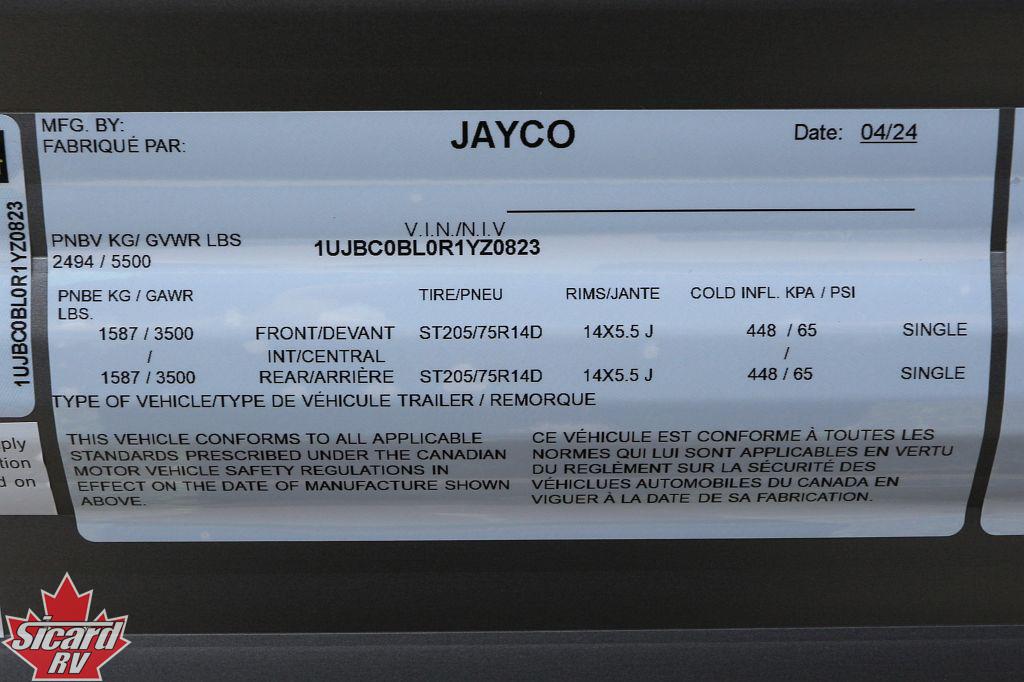 MFG. BY:
FABRIQUÉ PAR:
JAYCO
Date: 04/24
V.I.N./N.I.V
1UJBC0BL0R1YZ0823
PNBV KG/ GVWR LBS
2494 / 5500
PNBE KG / GAWR
LBS.
TIRE/PNEU RIMS/JANTE COLD INFL. KPA / PSI
1587 / 3500 FRONT/DEVANT ST205/75R14D 14X5.5 J 448 / 65 SINGLE
/ INT/CENTRAL /
1587 / 3500 REAR/ARRIÈRE ST205/75R14D 14X5.5 J 448 / 65 SINGLE
TYPE OF VEHICLE/TYPE DE VÉHICULE TRAILER / REMORQUE
THIS VEHICLE CONFORMS TO ALL APPLICABLE
STANDARDS PRESCRIBED UNDER THE CANADIAN
MOTOR VEHICLE SAFETY REGULATIONS IN
EFFECT ON THE DATE OF MANUFACTURE SHOWN
ABOVE.
CE VÉHICULE EST CONFORME À TOUTES LES
NORMES QUI LUI SONT APPLICABLES EN VERTU
DU REGLÈMENT SUR LA SÉCURITÉ DES
VÉHICLUES AUTOMOBILES DU CANADA EN
VIGUER À LA DATE DE SA FABRICATION.
1UJBC0BL0R1YZ0823
ply
tion
d on
Sicard
RV